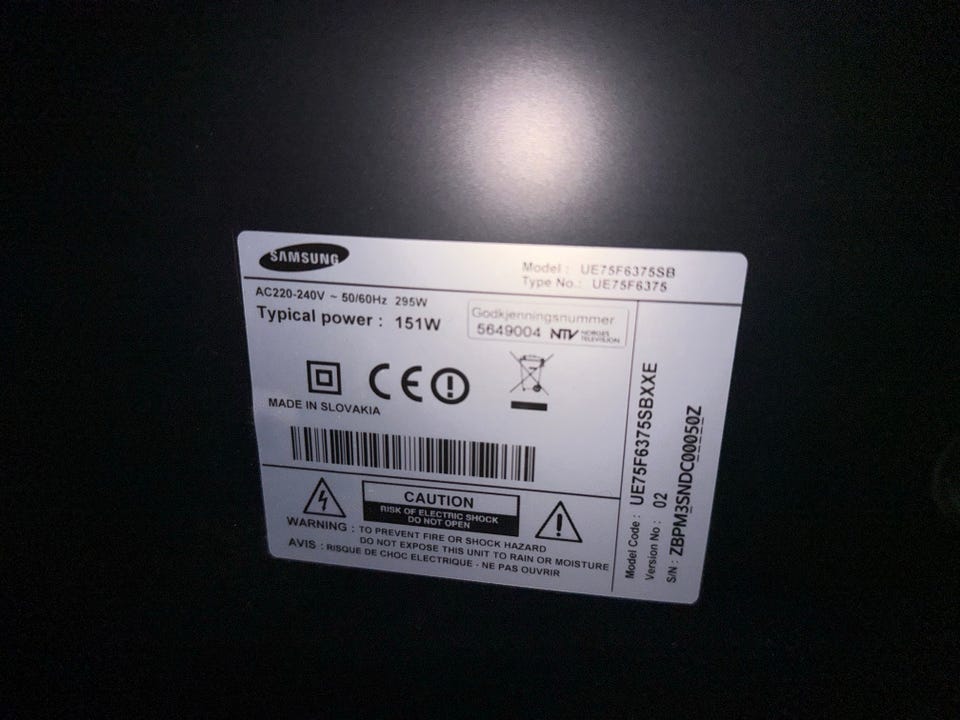 SAMSUNG
Model : UE75F6375SB
Type No.: UE75F6375
AC220-240V ~ 50/60Hz 295W
Typical power : 151W
Godkjenningsnummer
5649004 NTV NORGES TELEVISJON
CE
MADE IN SLOVAKIA
CAUTION
RISK OF ELECTRIC SHOCK
DO NOT OPEN
WARNING : TO PREVENT FIRE OR SHOCK HAZARD
DO NOT EXPOSE THIS UNIT TO RAIN OR MOISTURE
AVIS : RISQUE DE CHOC ELECTRIQUE - NE PAS OUVRIR
Model Code : UE75F6375SBXXE
Version No : 02
S/N : ZBPM3SNDC00050Z